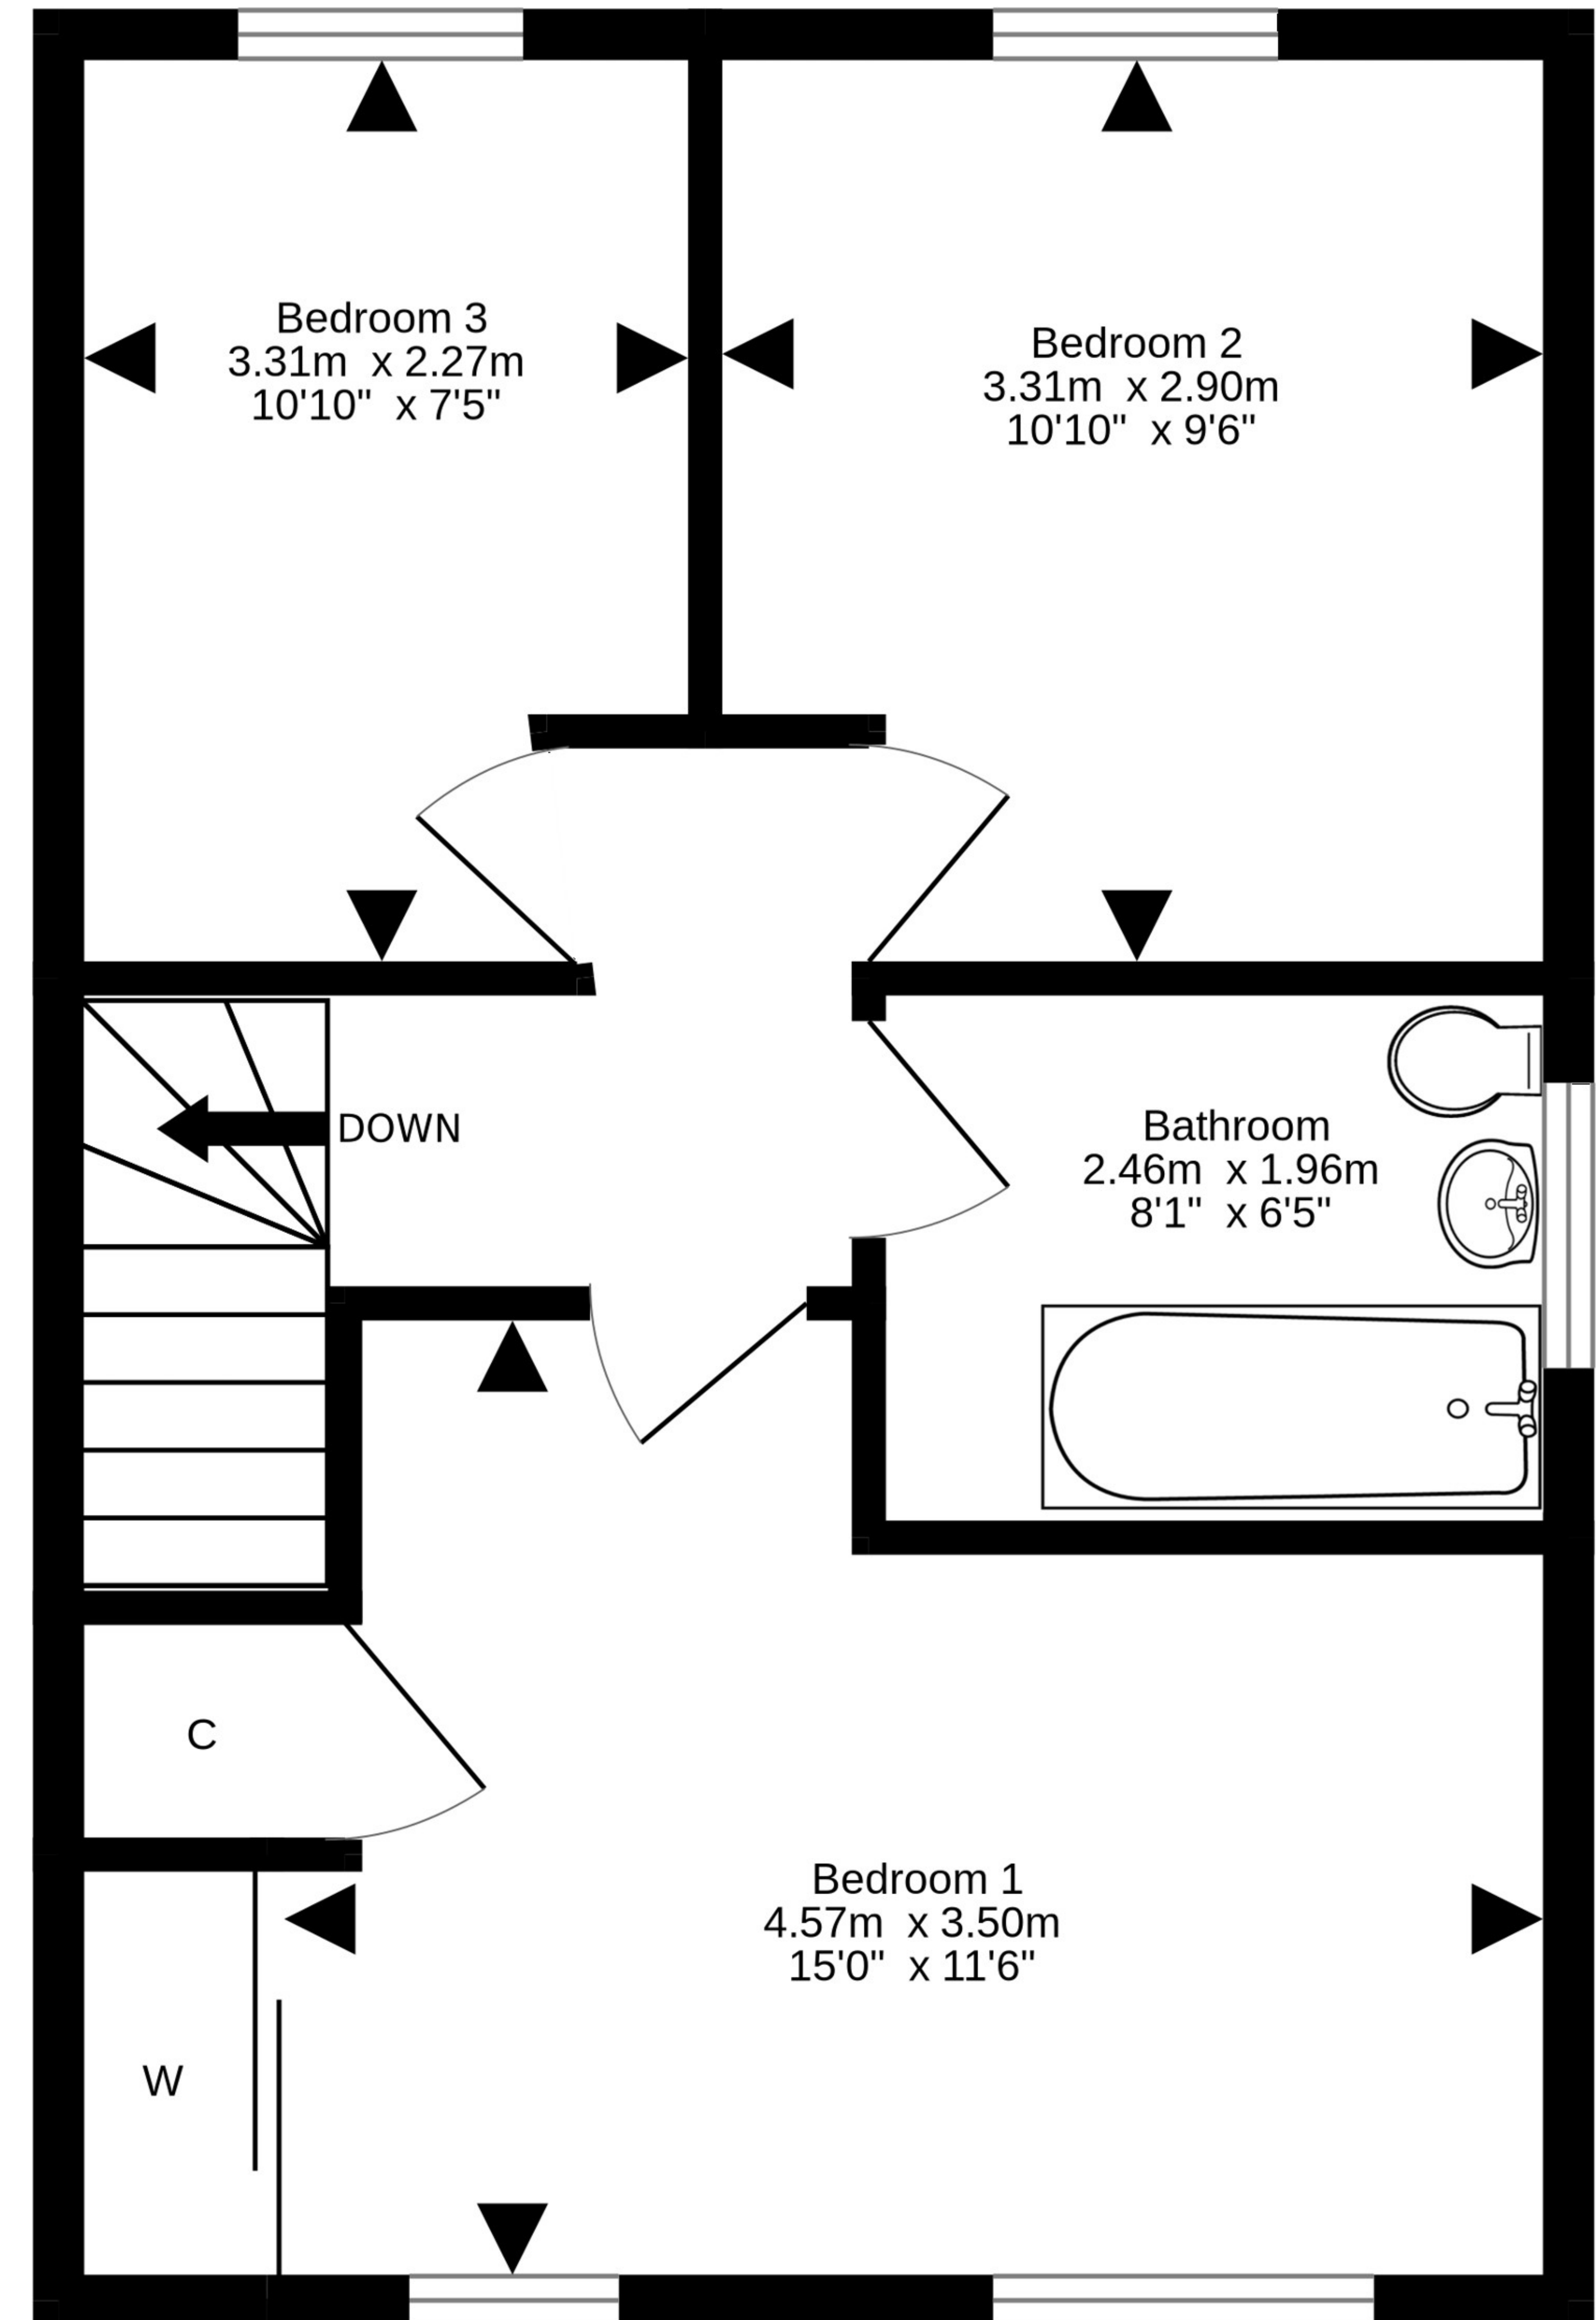 Bedroom 3
3.31m x 2.27m
10'10" x 7'5"
Bedroom 2
3.31m x 2.90m
10'10" x 9'6"
DOWN
Bathroom
2.46m x 1.96m
8'1" x 6'5"
C
Bedroom 1
4.57m x 3.50m
15'0" x 11'6"
W